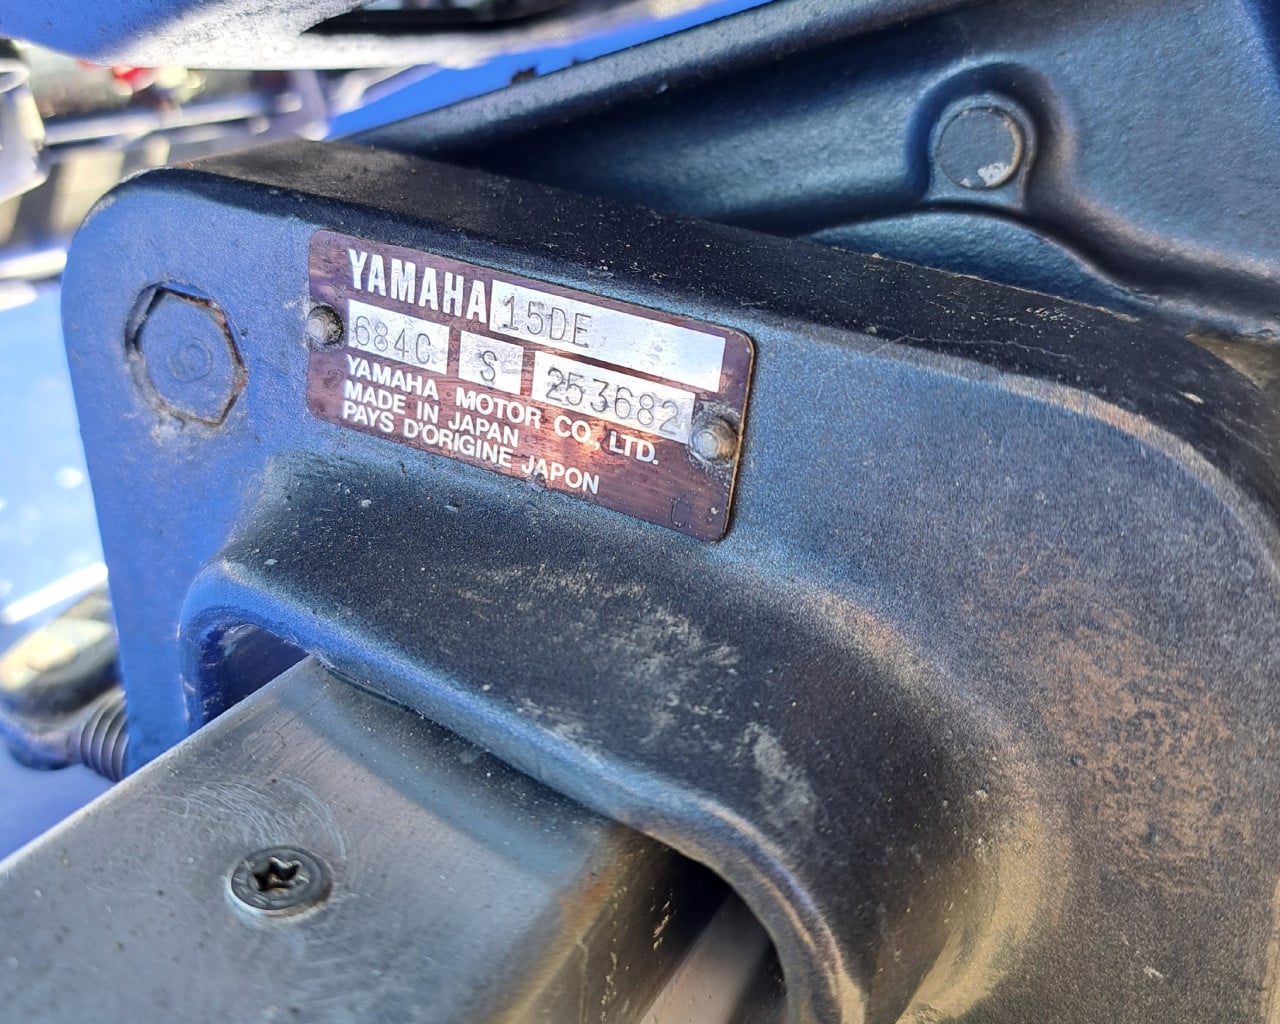 YAMAHA 15DE
684C S 253682
YAMAHA MOTOR CO., LTD.
MADE IN JAPAN
PAYS D'ORIGINE JAPON
C